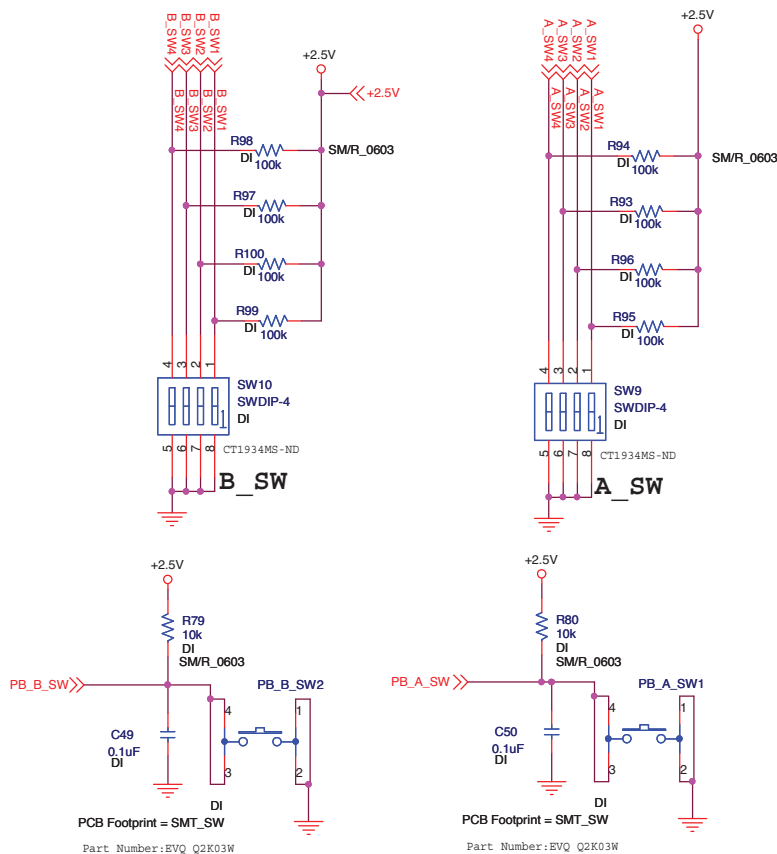 B_SW1
B_SW2
B_SW3
B_SW4
B_SW1
B_SW2
B_SW3
B_SW4
+2.5V
+2.5V
R98
DI
100k
SM/R_0603
R97
DI
100k
R100
DI
100k
R99
DI
100k
4
3
2
1
SW10
SWDIP-4
DI
1
CT1934MS-ND
5
6
7
8
B_SW
A_SW1
A_SW2
A_SW3
A_SW4
A_SW1
A_SW2
A_SW3
A_SW4
+2.5V
R94
DI
100k
SM/R_0603
R93
DI
100k
R96
DI
100k
R95
DI
100k
4
3
2
1
SW9
SWDIP-4
DI
1
CT1934MS-ND
5
6
7
8
A_SW
+2.5V
R79
10k
DI
SM/R_0603
PB_B_SW
PB_B_SW2
4
1
C49
0.1uF
DI
3
2
DI
PCB Footprint = SMT_SW
Part Number:EVQ Q2K03W
+2.5V
R80
10k
DI
SM/R_0603
PB_A_SW
PB_A_SW1
4
1
C50
0.1uF
DI
3
2
DI
PCB Footprint = SMT_SW
Part Number:EVQ Q2K03W